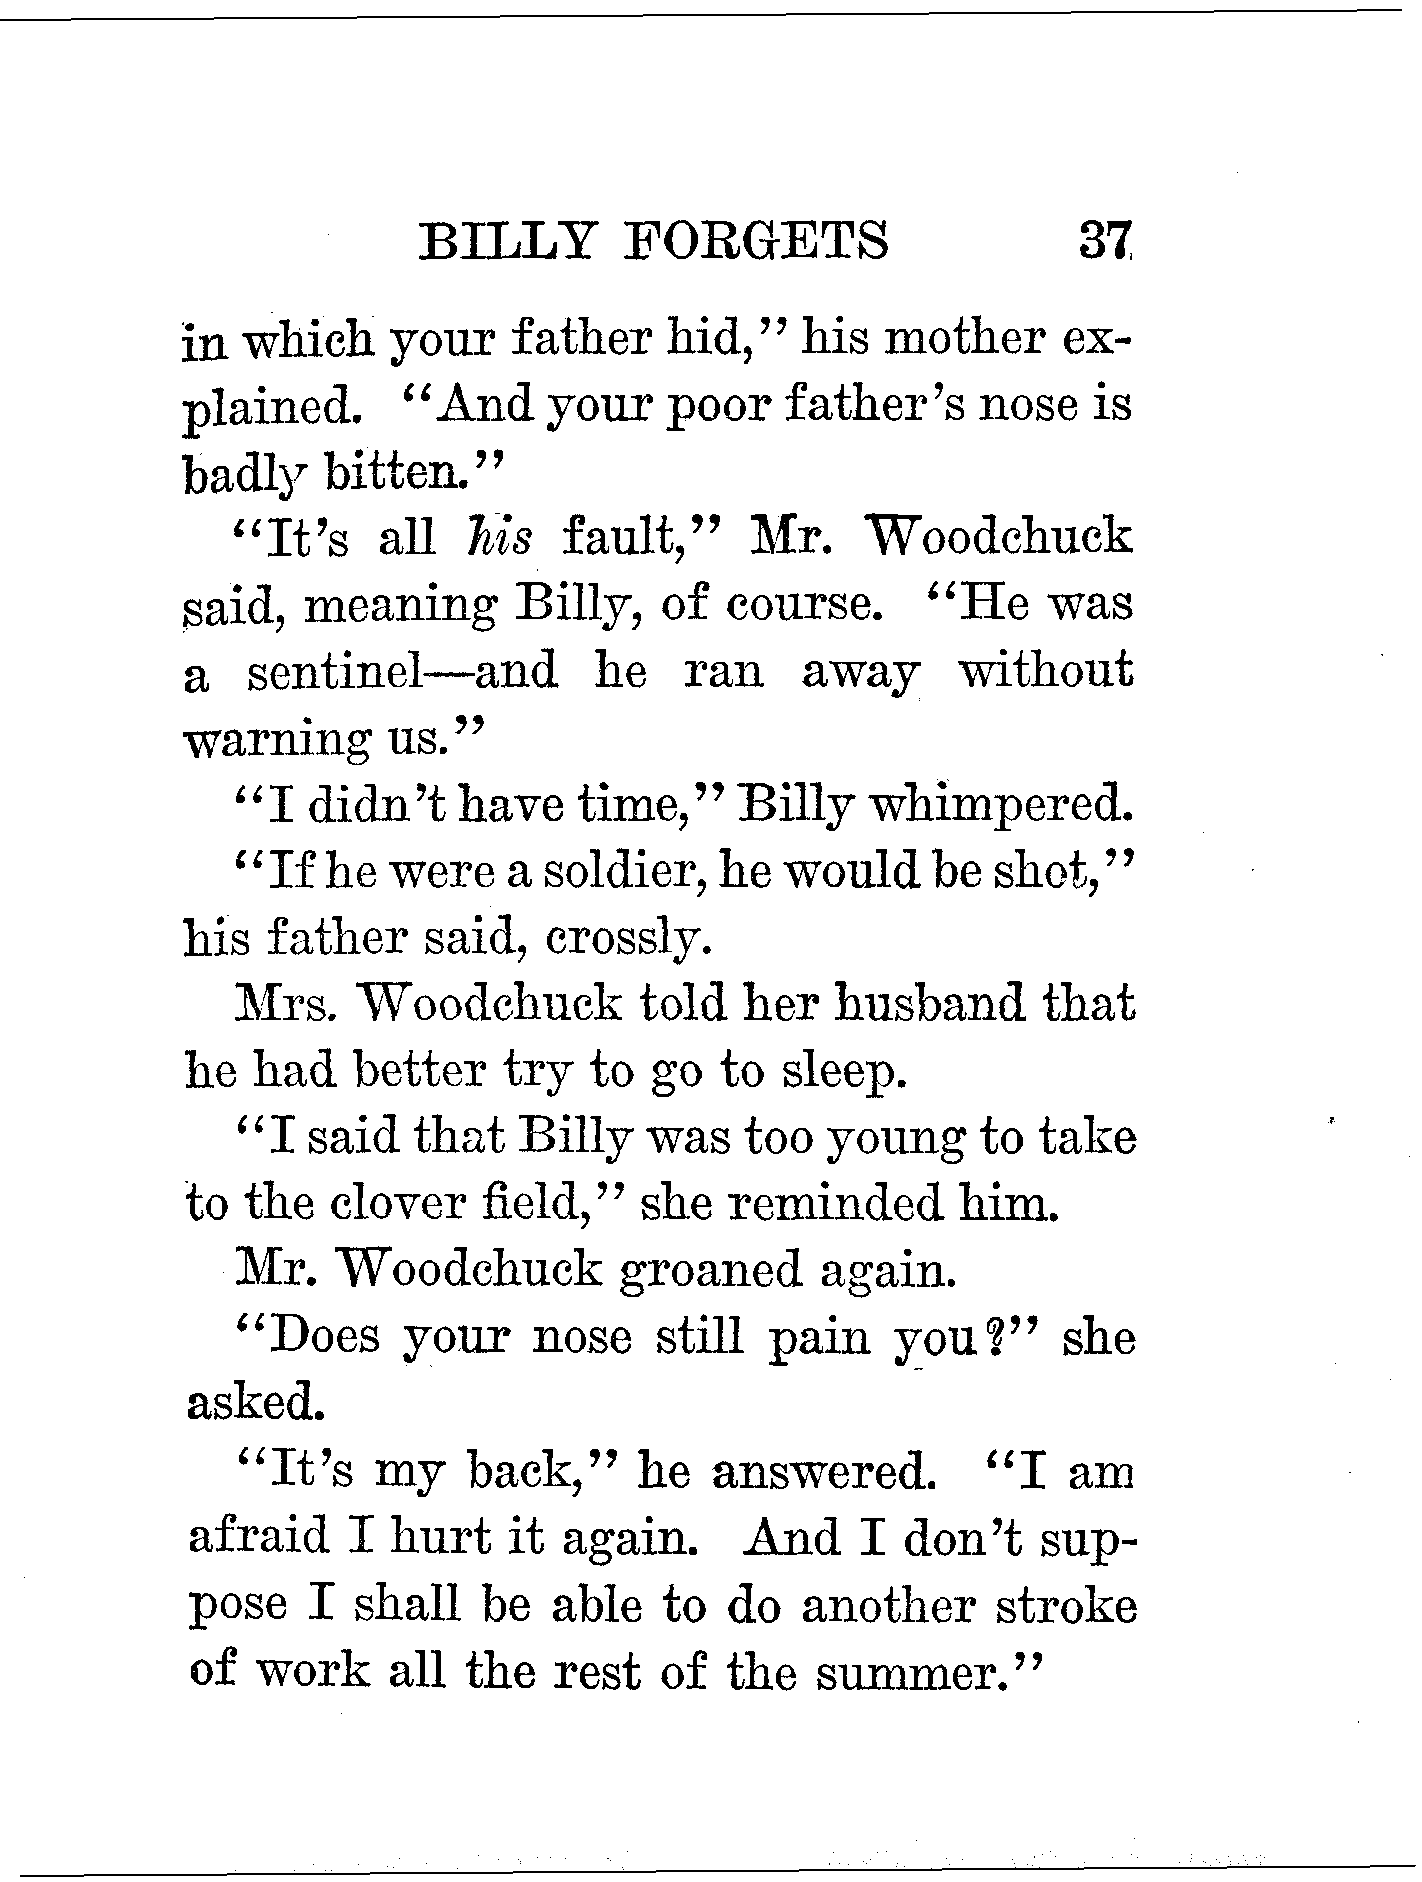 BILLY FORGETS 37
in which your father hid," his mother ex-
plained. "And your poor father's nose is
badly bitten."
"It's all his fault," Mr. Woodchuck
said, meaning Billy, of course. "He was
a sentinel—and he ran away without
warning us."
"I didn't have time," Billy whimpered.
"If he were a soldier, he would be shot,"
his father said, crossly.
Mrs. Woodchuck told her husband that
he had better try to go to sleep.
"I said that Billy was too young to take
to the clover field," she reminded him.
Mr. Woodchuck groaned again.
"Does your nose still pain you?" she
asked.
"It's my back," he answered. "I am
afraid I hurt it again. And I don't sup-
pose I shall be able to do another stroke
of work all the rest of the summer."